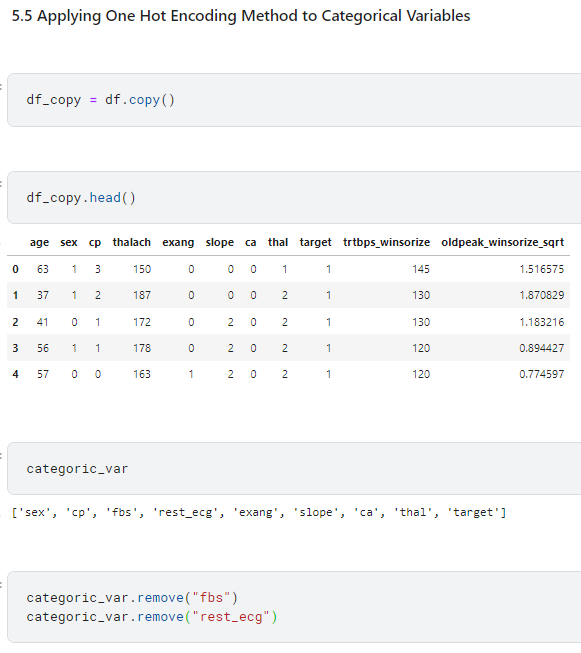 5.5 Applying One Hot Encoding Method to Categorical Variables
df_copy = df.copy()
df_copy.head()
age sex cp thalach exang slope ca thal target trtbps_winsorize oldpeak_winsorize_sqrt
0 63 1 3 150 0 0 0 1 1 145 1.516575
1 37 1 2 187 0 0 0 2 1 130 1.870829
2 41 0 1 172 0 2 0 2 1 130 1.183216
3 56 1 1 178 0 2 0 2 1 120 0.894427
4 57 0 0 163 1 2 0 2 1 120 0.774597
categoric_var
['sex', 'cp', 'fbs', 'rest_ecg', 'exang', 'slope', 'ca', 'thal', 'target']
categoric_var.remove("fbs")
categoric_var.remove("rest_ecg")